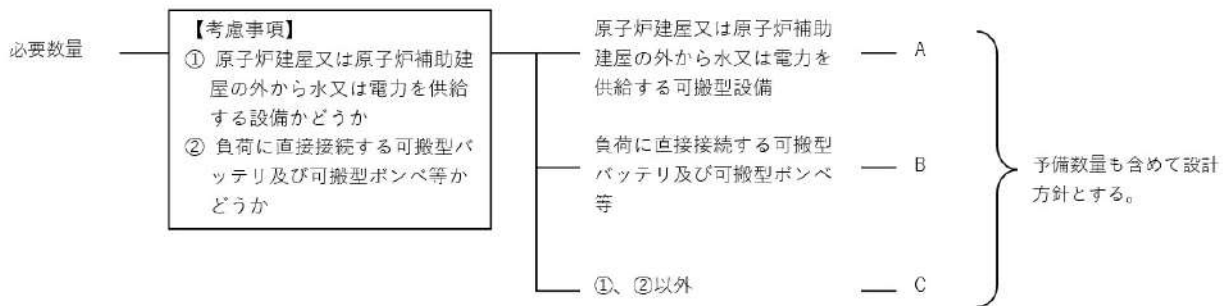 必要数量
【考慮事項】
① 原子炉建屋又は原子炉補助建
屋の外から水又は電力を供給
する設備かどうか
② 負荷に直接接続する可搬型バ
ッテリ及び可搬型ボンベ等か
どうか
原子炉建屋又は原子炉補助
建屋の外から水又は電力を
供給する可搬型設備
A
負荷に直接接続する可搬型
バッテリ及び可搬型ボンベ
等
B
①、②以外
C
予備数量も含めて設計
方針とする。